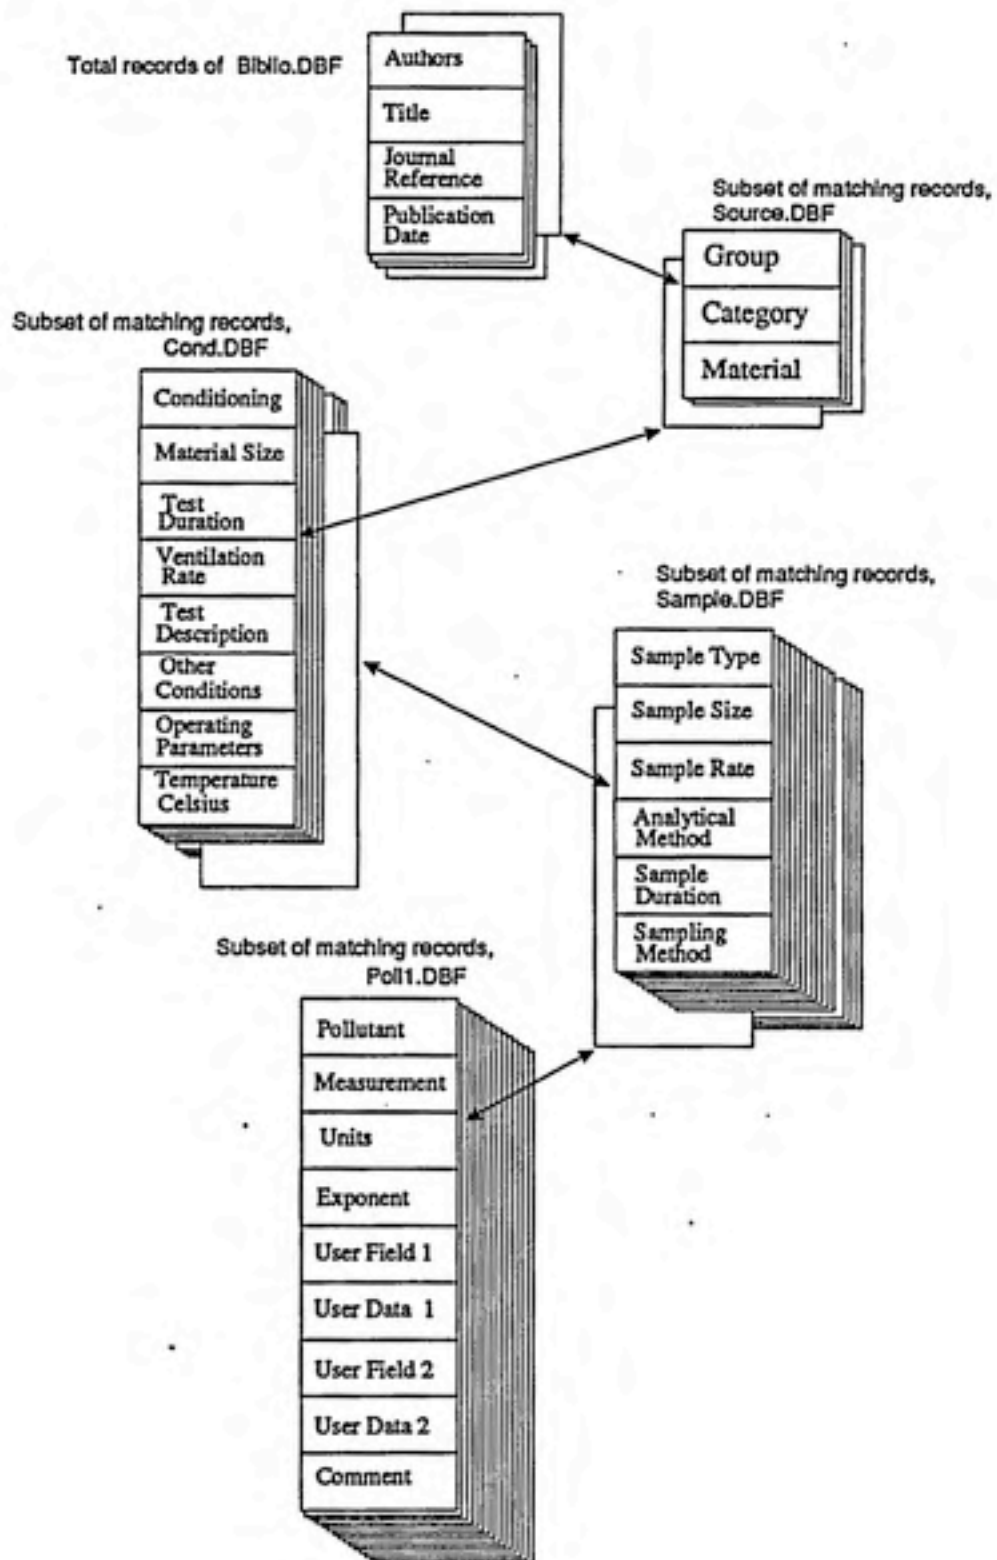 Total records of Biblio.DBF
Authors
Title
Journal
Reference
Publication
Date
Subset of matching records,
Source.DBF
Group
Category
Material
Subset of matching records,
Cond.DBF
Conditioning
Material Size
Test
Duration
Ventilation
Rate
Test
Description
Other
Conditions
Operating
Parameters
Temperature
Celsius
Subset of matching records,
Sample.DBF
Sample Type
Sample Size
Sample Rate
Analytical
Method
Sample
Duration
Sampling
Method
Subset of matching records,
Poll1.DBF
Pollutant
Measurement
Units
Exponent
User Field 1
User Data 1
User Field 2
User Data 2
Comment